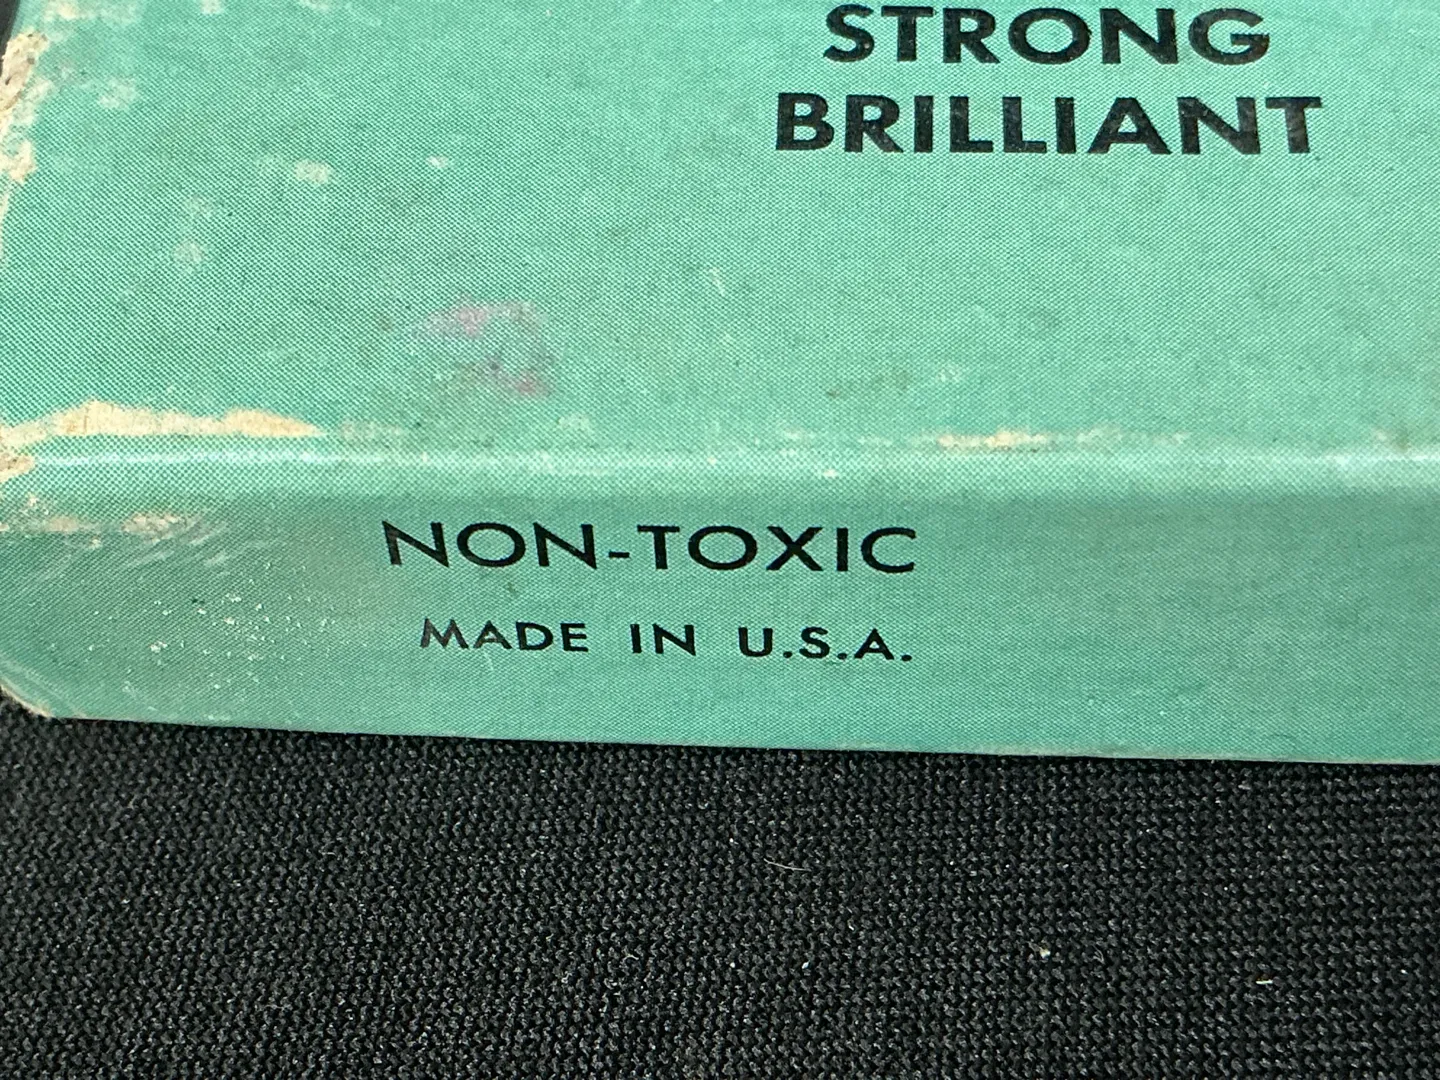 STRONG
BRILLIANT
NON-TOXIC
MADE IN U.S.A.